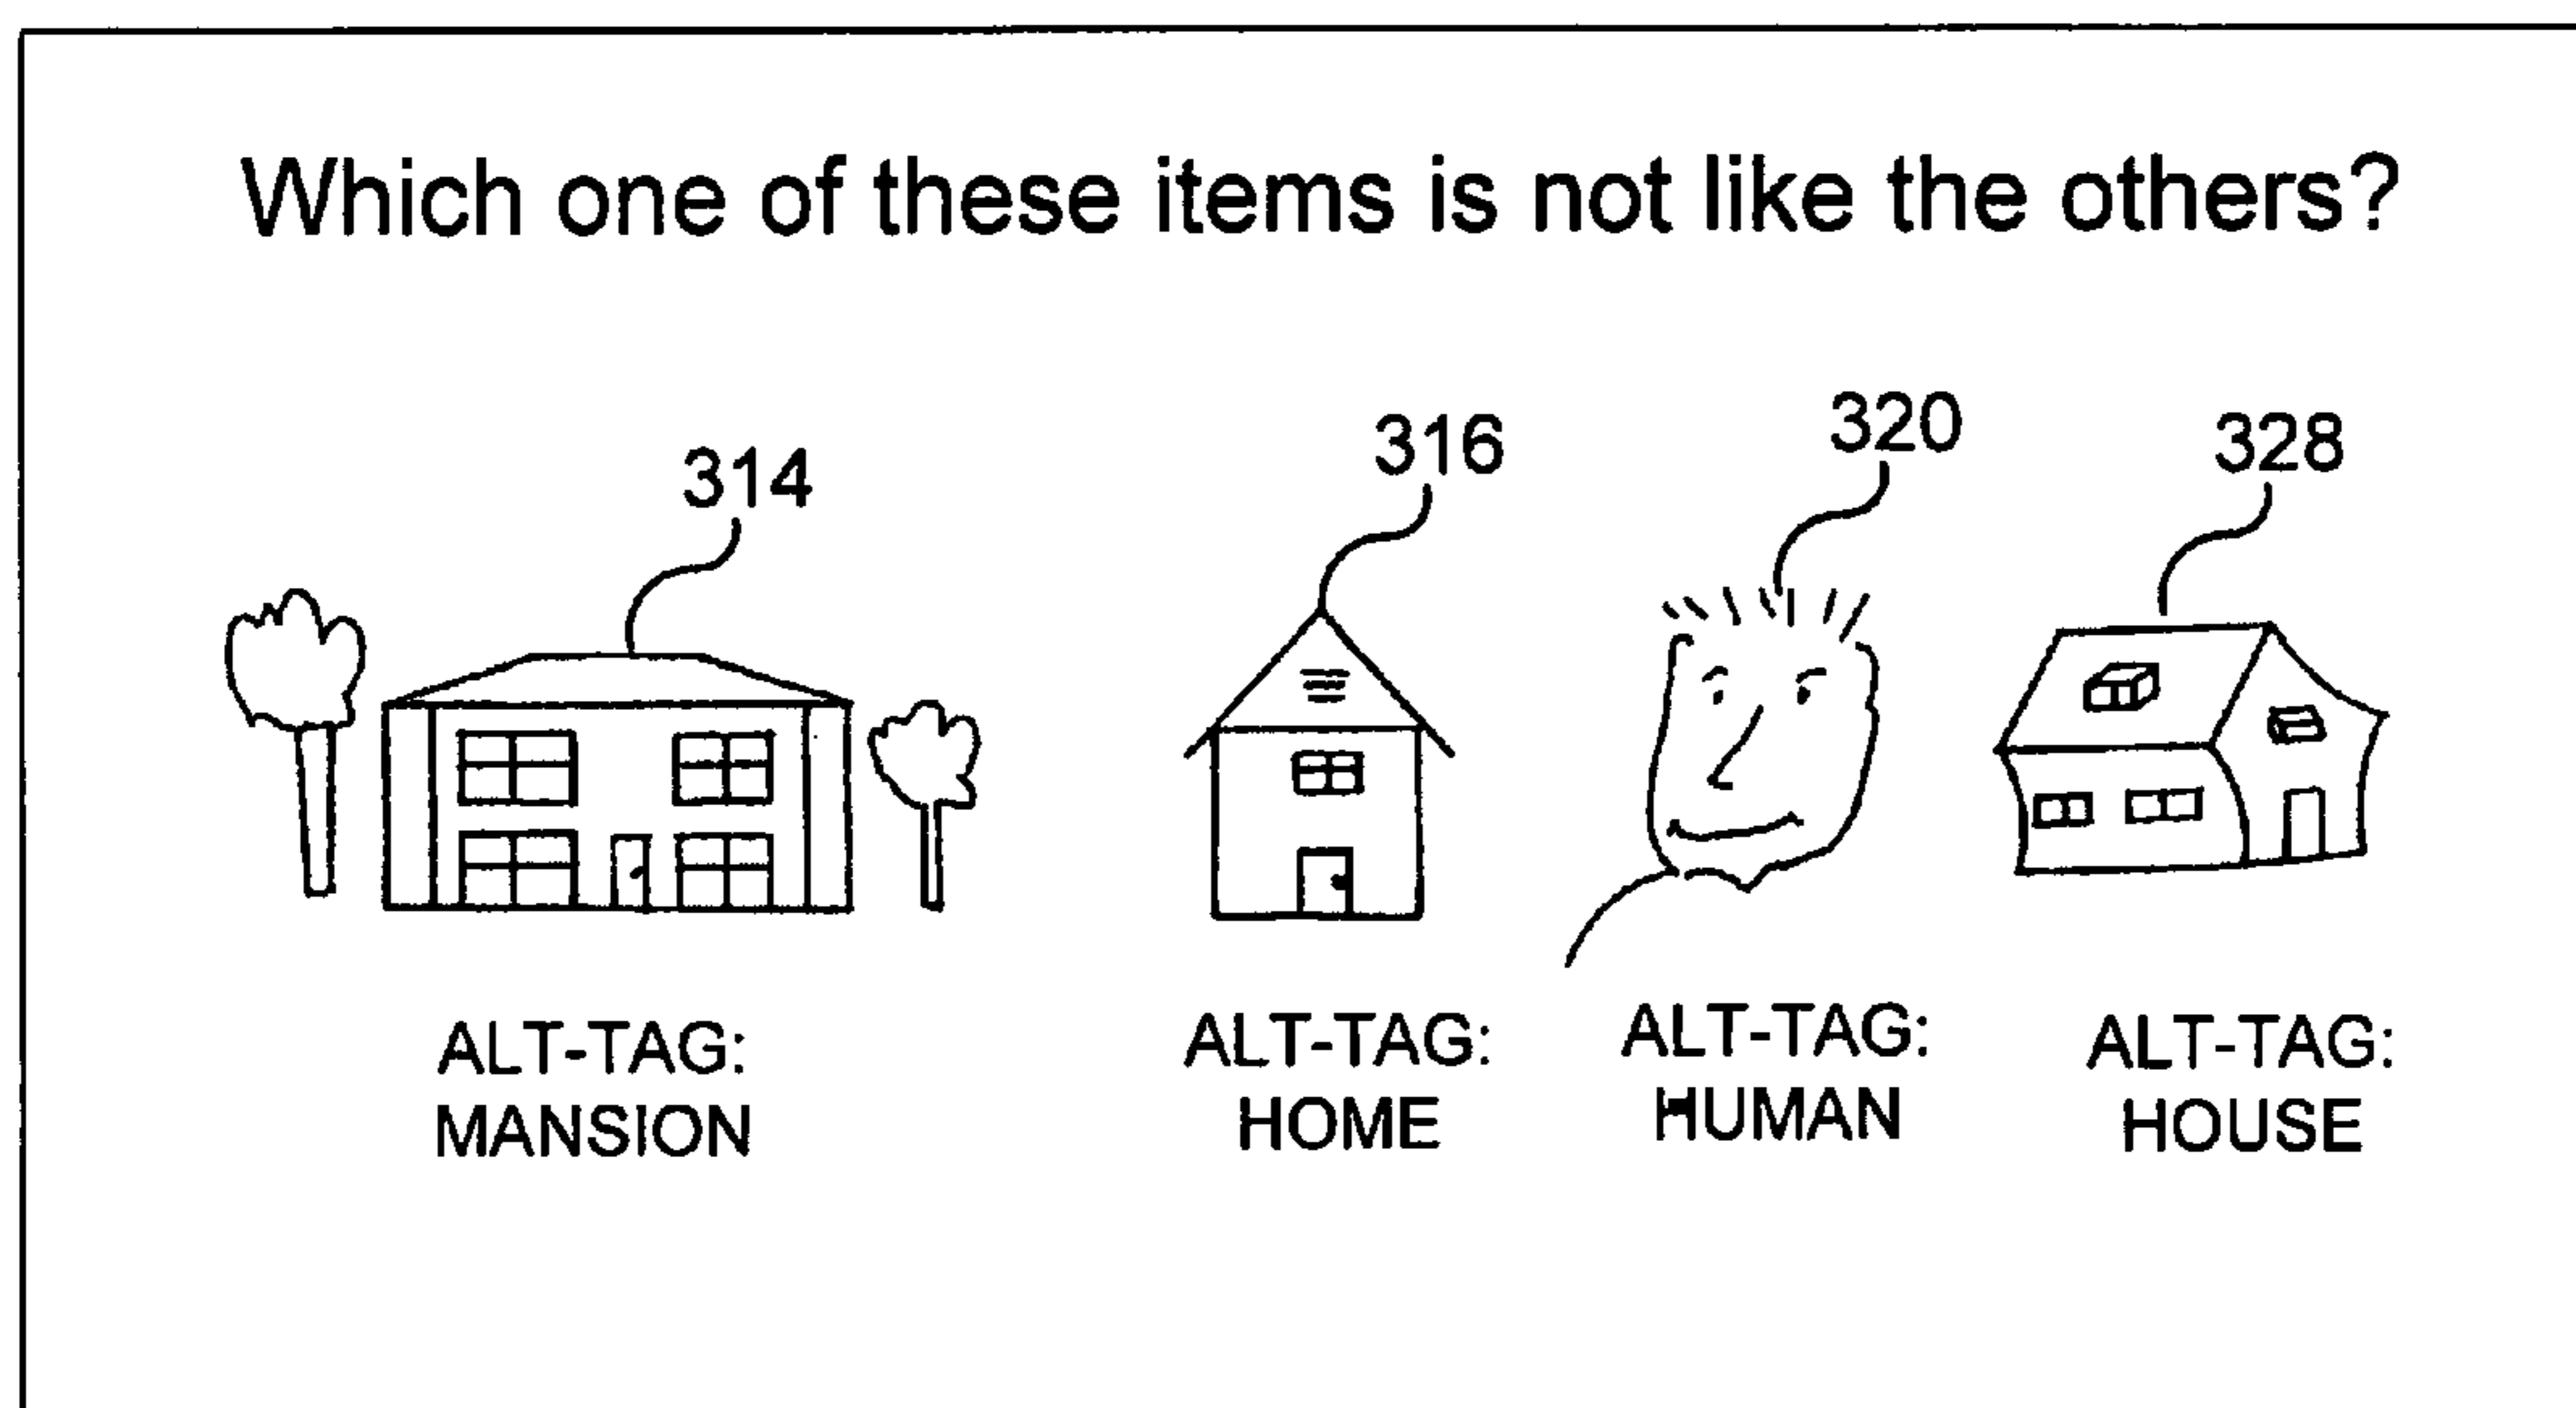 Which one of these items is not like the others?
314
316
320
328
ALT-TAG:
MANSION
ALT-TAG:
HOME
ALT-TAG:
HUMAN
ALT-TAG:
HOUSE